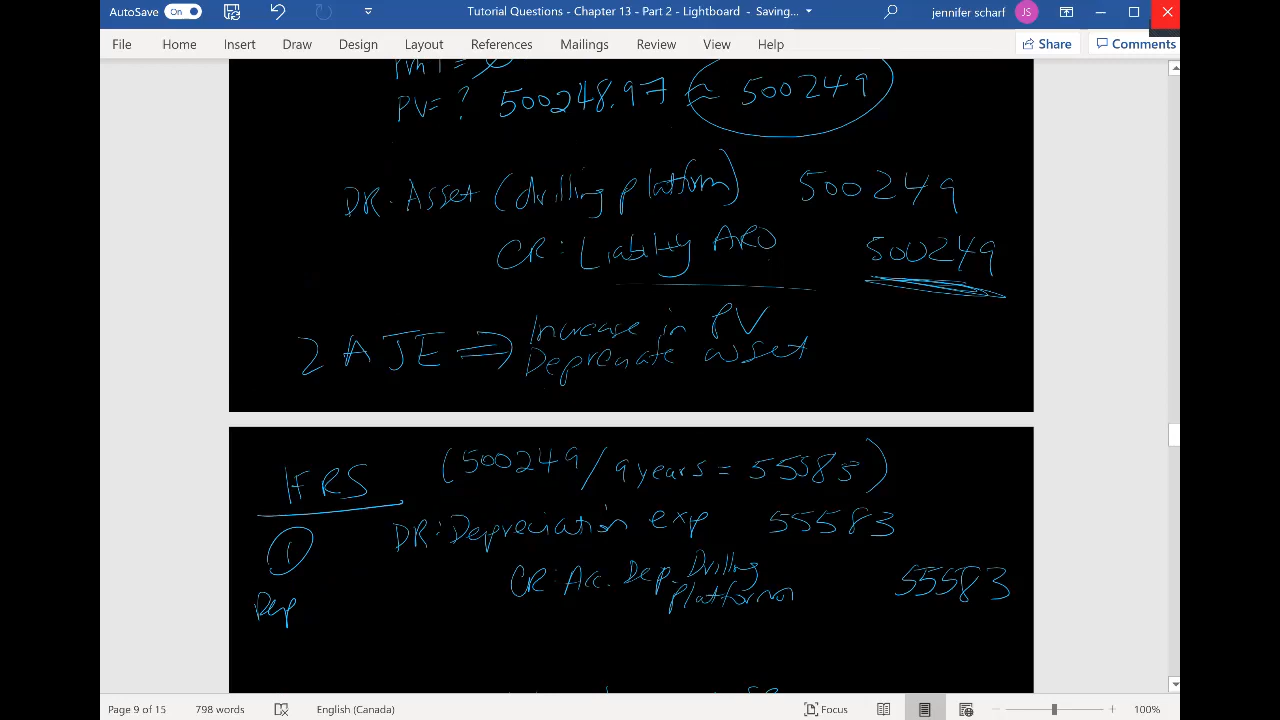 AutoSave On Tutorial Questions - Chapter 13 - Part 2 - Lightboard - Saving... jennifer scharf JS
File Home Insert Draw Design Layout References Mailings Review View Help Share Comments
PV= ? 500248.97 ≈ 500249
DR. Asset (drilling platform) 500249
CR: Liability ARO 500249
2 AJE ⇒ Increase in PV
Depreciate asset
IFRS (500249/9 years = 55583)
① DR: Depreciation exp 55583
CR: Acc. Dep. Drilling
Platform 55583
Dep
Page 9 of 15 798 words English (Canada) Focus 100%